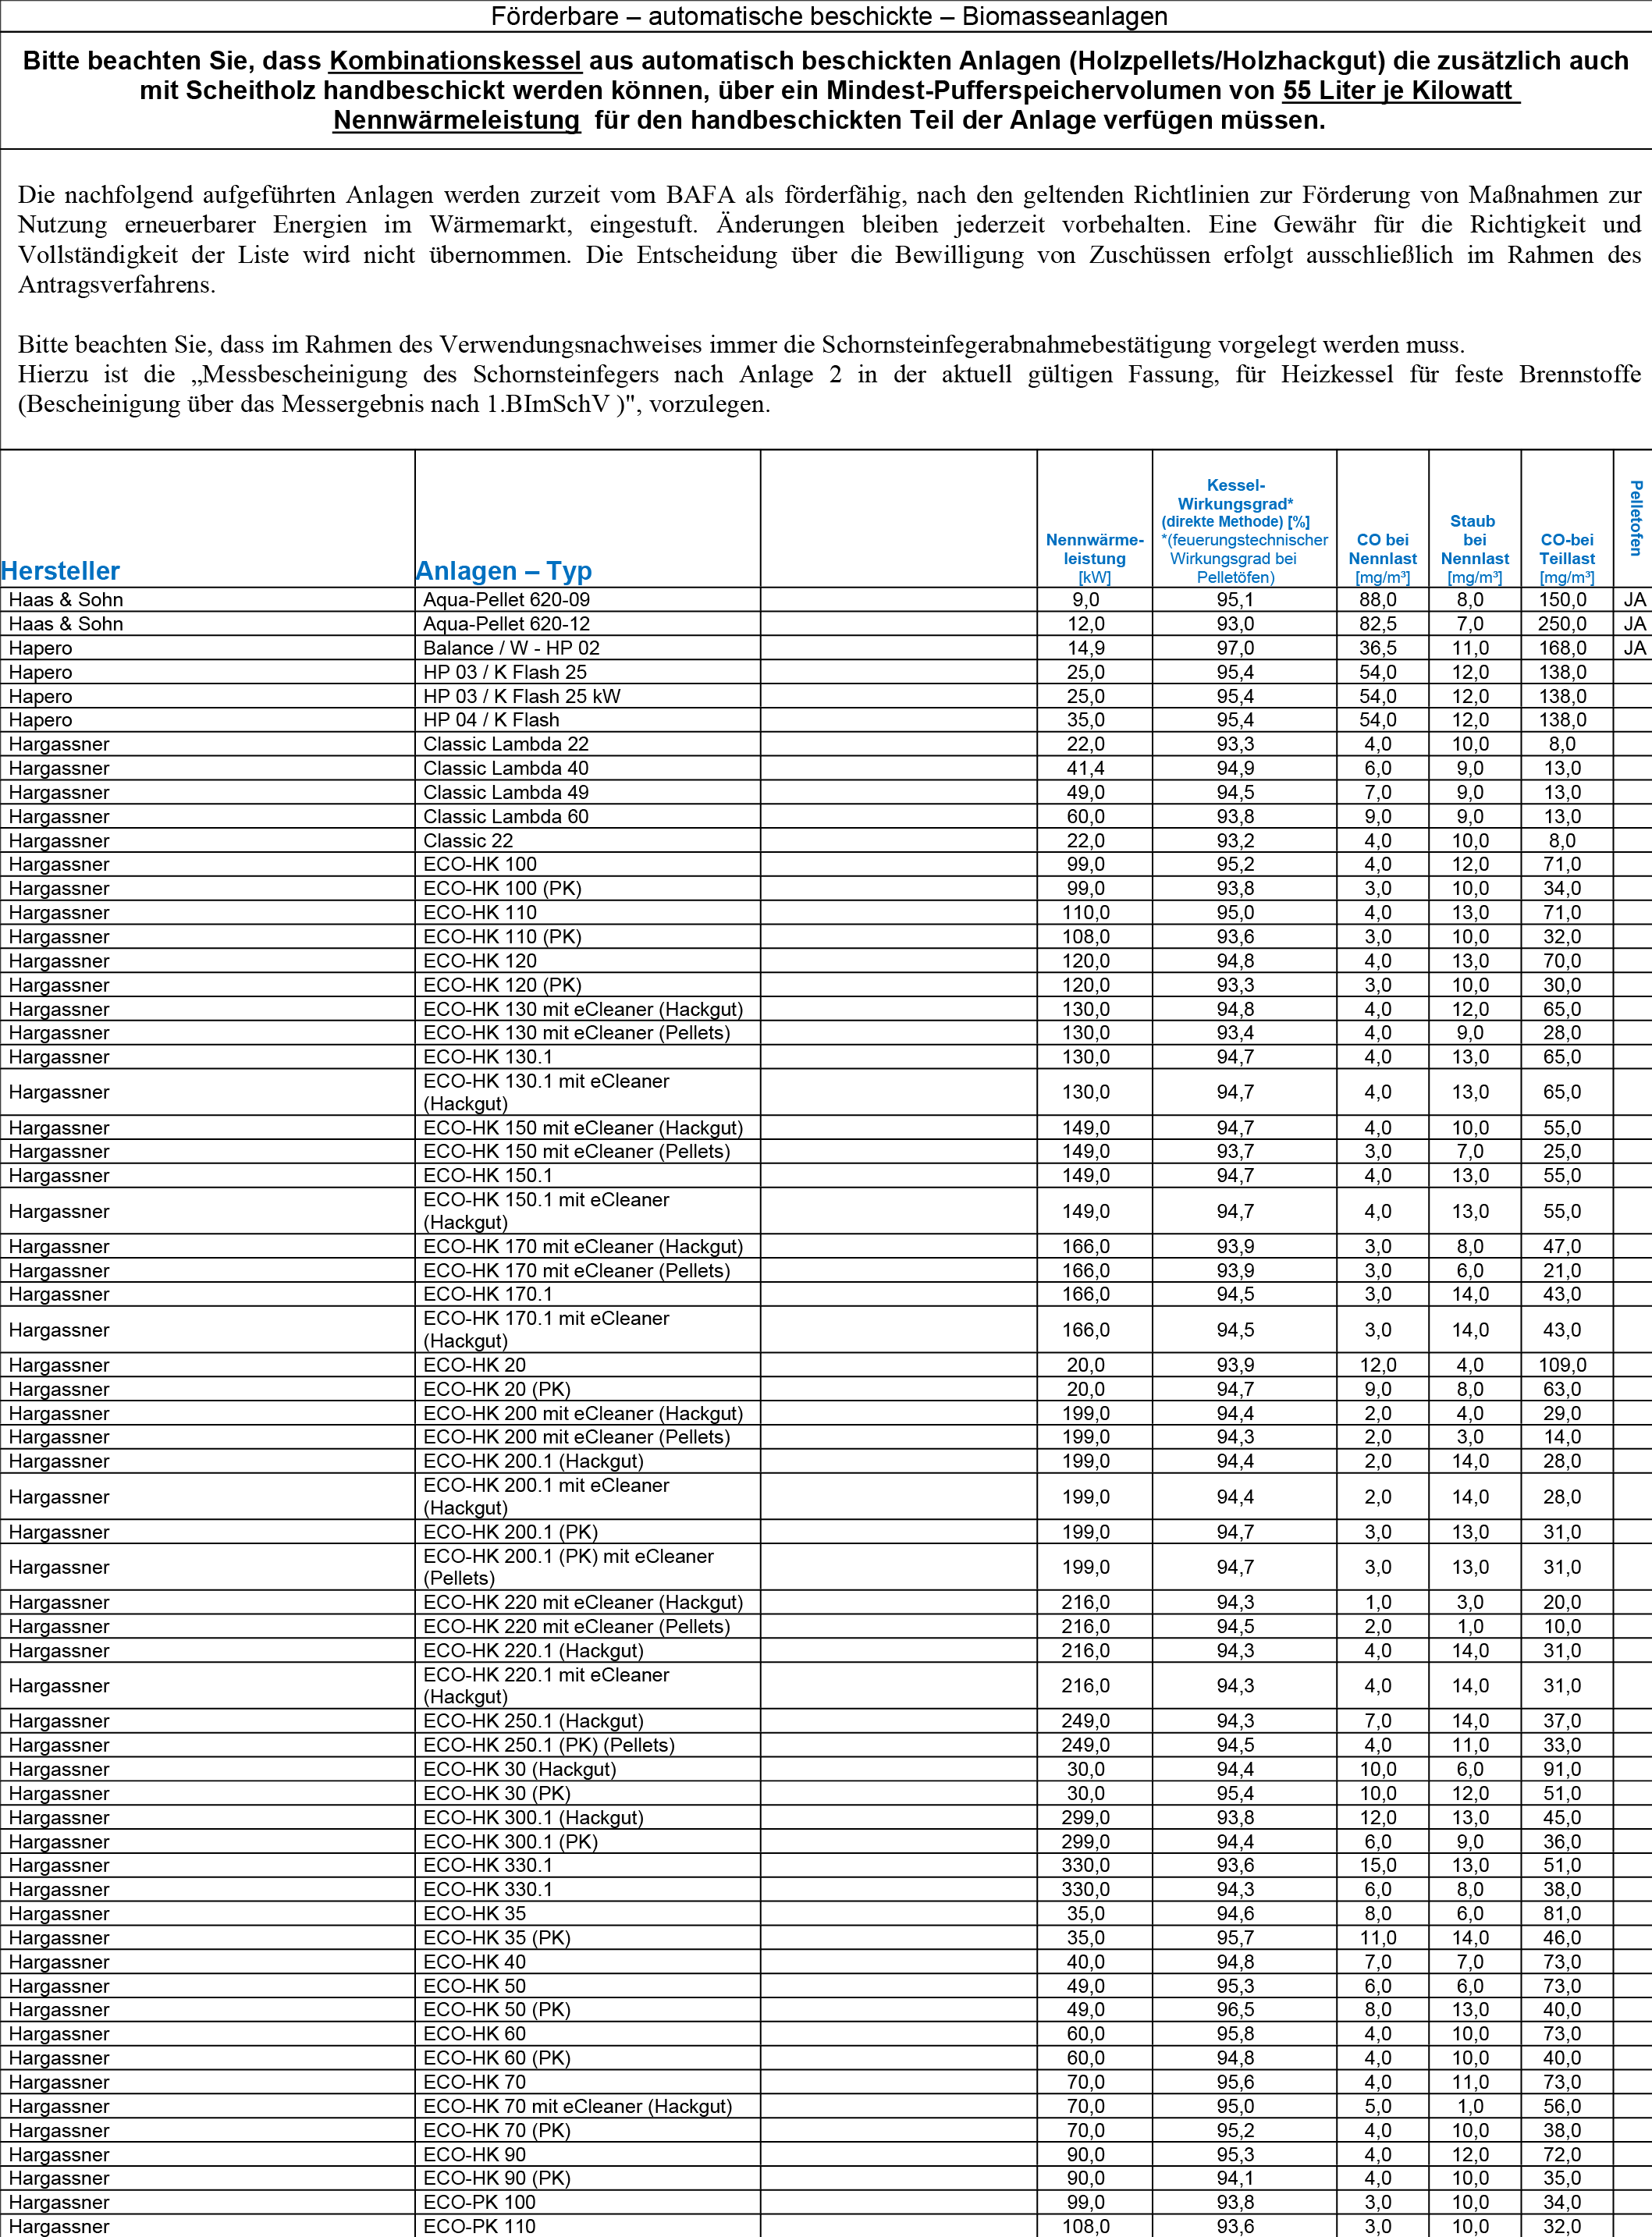 Förderbare – automatische beschickte – Biomasseanlagen
Bitte beachten Sie, dass Kombinationskessel aus automatisch beschickten Anlagen (Holzpellets/Holzhackgut) die zusätzlich auch
mit Scheitholz handbeschickt werden können, über ein Mindest-Pufferspeichervolumen von 55 Liter je Kilowatt
Nennwärmeleistung für den handbeschickten Teil der Anlage verfügen müssen.
Die nachfolgend aufgeführten Anlagen werden zurzeit vom BAFA als förderfähig, nach den geltenden Richtlinien zur Förderung von Maßnahmen zur
Nutzung erneuerbarer Energien im Wärmemarkt, eingestuft. Änderungen bleiben jederzeit vorbehalten. Eine Gewähr für die Richtigkeit und
Vollständigkeit der Liste wird nicht übernommen. Die Entscheidung über die Bewilligung von Zuschüssen erfolgt ausschließlich im Rahmen des
Antragsverfahrens.
Bitte beachten Sie, dass im Rahmen des Verwendungsnachweises immer die Schornsteinfegerabnahmebestätigung vorgelegt werden muss.
Hierzu ist die „Messbescheinigung des Schornsteinfegers nach Anlage 2 in der aktuell gültigen Fassung, für Heizkessel für feste Brennstoffe
(Bescheinigung über das Messergebnis nach 1.BImSchV )", vorzulegen.
Hersteller
Anlagen – Typ
Nennwärme-
leistung
[kW]
Kessel-
Wirkungsgrad*
(direkte Methode) [%]
*(feuerungstechnischer
Wirkungsgrad bei
Pelletöfen)
CO bei
Nennlast
[mg/m³]
Staub
bei
Nennlast
[mg/m³]
CO-bei
Teillast
[mg/m³]
Pelletofen
Haas & Sohn Aqua-Pellet 620-09 9,0 95,1 88,0 8,0 150,0 JA
Haas & Sohn Aqua-Pellet 620-12 12,0 93,0 82,5 7,0 250,0 JA
Hapero Balance / W - HP 02 14,9 97,0 36,5 11,0 168,0 JA
Hapero HP 03 / K Flash 25 25,0 95,4 54,0 12,0 138,0
Hapero HP 03 / K Flash 25 kW 25,0 95,4 54,0 12,0 138,0
Hapero HP 04 / K Flash 35,0 95,4 54,0 12,0 138,0
Hargassner Classic Lambda 22 22,0 93,3 4,0 10,0 8,0
Hargassner Classic Lambda 40 41,4 94,9 6,0 9,0 13,0
Hargassner Classic Lambda 49 49,0 94,5 7,0 9,0 13,0
Hargassner Classic Lambda 60 60,0 93,8 9,0 9,0 13,0
Hargassner Classic 22 22,0 93,2 4,0 10,0 8,0
Hargassner ECO-HK 100 99,0 95,2 4,0 12,0 71,0
Hargassner ECO-HK 100 (PK) 99,0 93,8 3,0 10,0 34,0
Hargassner ECO-HK 110 110,0 95,0 4,0 13,0 71,0
Hargassner ECO-HK 110 (PK) 108,0 93,6 3,0 10,0 32,0
Hargassner ECO-HK 120 120,0 94,8 4,0 13,0 70,0
Hargassner ECO-HK 120 (PK) 120,0 93,3 3,0 10,0 30,0
Hargassner ECO-HK 130 mit eCleaner (Hackgut) 130,0 94,8 4,0 12,0 65,0
Hargassner ECO-HK 130 mit eCleaner (Pellets) 130,0 93,4 4,0 9,0 28,0
Hargassner ECO-HK 130.1 130,0 94,7 4,0 13,0 65,0
Hargassner ECO-HK 130.1 mit eCleaner
(Hackgut) 130,0 94,7 4,0 13,0 65,0
Hargassner ECO-HK 150 mit eCleaner (Hackgut) 149,0 94,7 4,0 10,0 55,0
Hargassner ECO-HK 150 mit eCleaner (Pellets) 149,0 93,7 3,0 7,0 25,0
Hargassner ECO-HK 150.1 149,0 94,7 4,0 13,0 55,0
Hargassner ECO-HK 150.1 mit eCleaner
(Hackgut) 149,0 94,7 4,0 13,0 55,0
Hargassner ECO-HK 170 mit eCleaner (Hackgut) 166,0 93,9 3,0 8,0 47,0
Hargassner ECO-HK 170 mit eCleaner (Pellets) 166,0 93,9 3,0 6,0 21,0
Hargassner ECO-HK 170.1 166,0 94,5 3,0 14,0 43,0
Hargassner ECO-HK 170.1 mit eCleaner
(Hackgut) 166,0 94,5 3,0 14,0 43,0
Hargassner ECO-HK 20 20,0 93,9 12,0 4,0 109,0
Hargassner ECO-HK 20 (PK) 20,0 94,7 9,0 8,0 63,0
Hargassner ECO-HK 200 mit eCleaner (Hackgut) 199,0 94,4 2,0 4,0 29,0
Hargassner ECO-HK 200 mit eCleaner (Pellets) 199,0 94,3 2,0 3,0 14,0
Hargassner ECO-HK 200.1 (Hackgut) 199,0 94,4 2,0 14,0 28,0
Hargassner ECO-HK 200.1 mit eCleaner
(Hackgut) 199,0 94,4 2,0 14,0 28,0
Hargassner ECO-HK 200.1 (PK) 199,0 94,7 3,0 13,0 31,0
Hargassner ECO-HK 200.1 (PK) mit eCleaner
(Pellets) 199,0 94,7 3,0 13,0 31,0
Hargassner ECO-HK 220 mit eCleaner (Hackgut) 216,0 94,3 1,0 3,0 20,0
Hargassner ECO-HK 220 mit eCleaner (Pellets) 216,0 94,5 2,0 1,0 10,0
Hargassner ECO-HK 220.1 (Hackgut) 216,0 94,3 4,0 14,0 31,0
Hargassner ECO-HK 220.1 mit eCleaner
(Hackgut) 216,0 94,3 4,0 14,0 31,0
Hargassner ECO-HK 250.1 (Hackgut) 249,0 94,3 7,0 14,0 37,0
Hargassner ECO-HK 250.1 (PK) (Pellets) 249,0 94,5 4,0 11,0 33,0
Hargassner ECO-HK 30 (Hackgut) 30,0 94,4 10,0 6,0 91,0
Hargassner ECO-HK 30 (PK) 30,0 95,4 10,0 12,0 51,0
Hargassner ECO-HK 300.1 (Hackgut) 299,0 93,8 12,0 13,0 45,0
Hargassner ECO-HK 300.1 (PK) 299,0 94,4 6,0 9,0 36,0
Hargassner ECO-HK 330.1 330,0 93,6 15,0 13,0 51,0
Hargassner ECO-HK 330.1 330,0 94,3 6,0 8,0 38,0
Hargassner ECO-HK 35 35,0 94,6 8,0 6,0 81,0
Hargassner ECO-HK 35 (PK) 35,0 95,7 11,0 14,0 46,0
Hargassner ECO-HK 40 40,0 94,8 7,0 7,0 73,0
Hargassner ECO-HK 50 49,0 95,3 6,0 6,0 73,0
Hargassner ECO-HK 50 (PK) 49,0 96,5 8,0 13,0 40,0
Hargassner ECO-HK 60 60,0 95,8 4,0 10,0 73,0
Hargassner ECO-HK 60 (PK) 60,0 94,8 4,0 10,0 40,0
Hargassner ECO-HK 70 70,0 95,6 4,0 11,0 73,0
Hargassner ECO-HK 70 mit eCleaner (Hackgut) 70,0 95,0 5,0 1,0 56,0
Hargassner ECO-HK 70 (PK) 70,0 95,2 4,0 10,0 38,0
Hargassner ECO-HK 90 90,0 95,3 4,0 12,0 72,0
Hargassner ECO-HK 90 (PK) 90,0 94,1 4,0 10,0 35,0
Hargassner ECO-PK 100 99,0 93,8 3,0 10,0 34,0
Hargassner ECO-PK 110 108,0 93,6 3,0 10,0 32,0